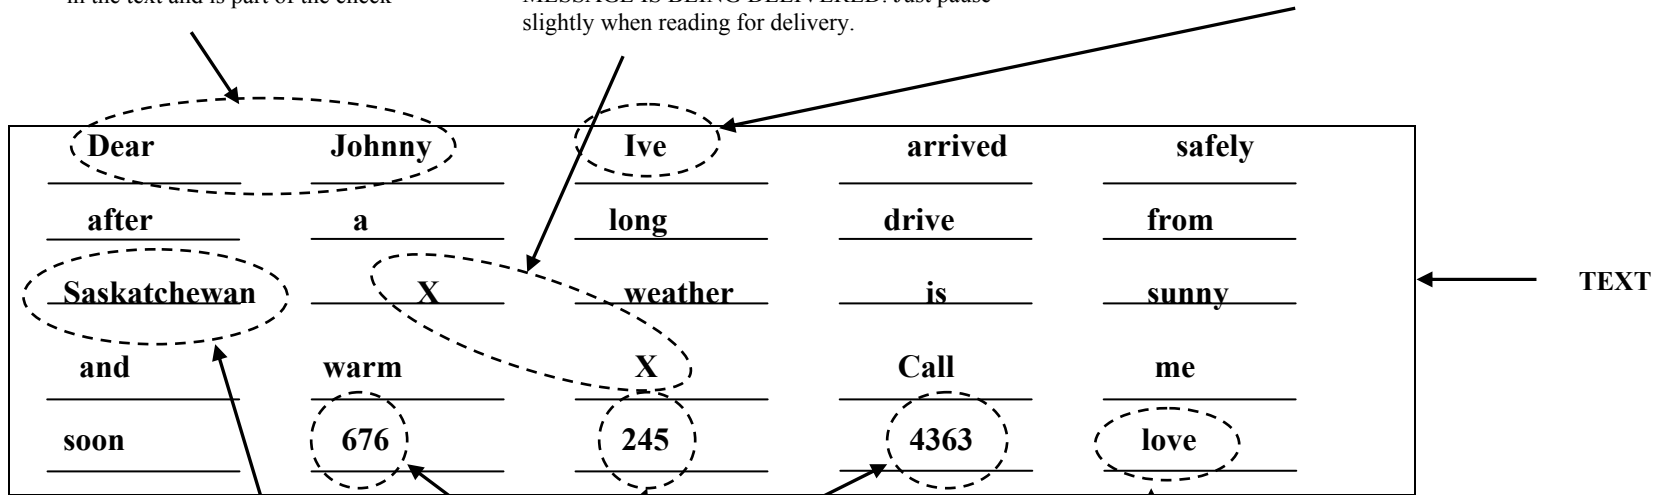 in the text and is part of the check
MESSAGE IS BEING DELIVERED. Just pause
slightly when reading for delivery.
Dear Johnny Ive arrived safely
after a long drive from
Saskatchewan X weather is sunny
TEXT
and warm X Call me
soon 676 245 4363 love